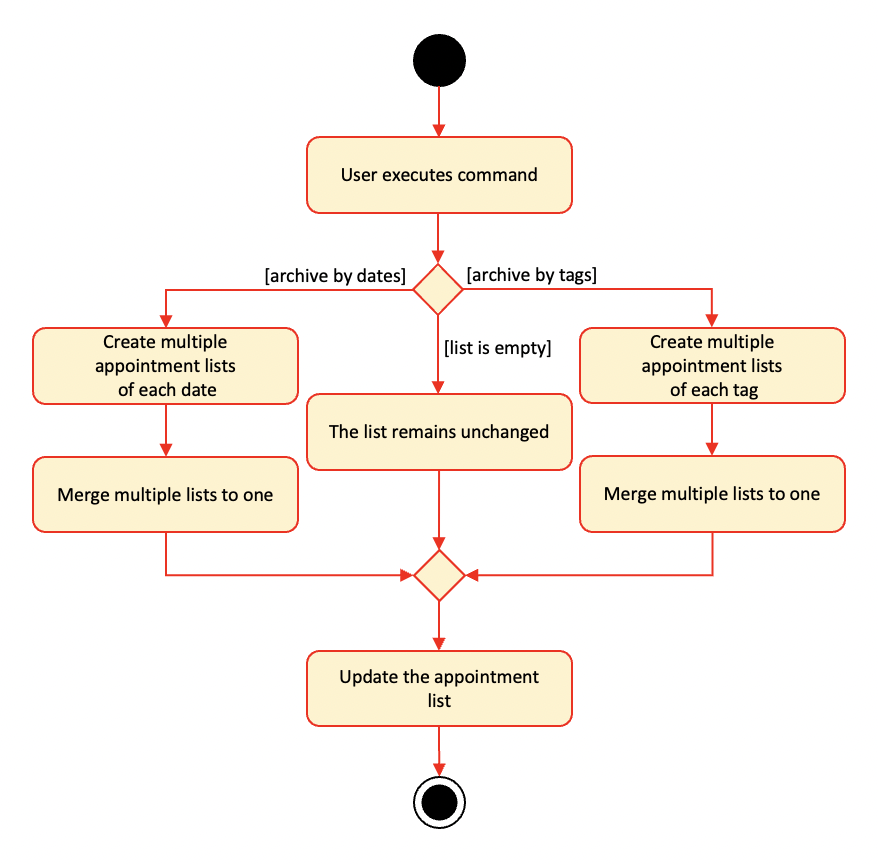 User executes command
[archive by dates]
[archive by tags]
Create multiple
appointment lists
of each date
[list is empty]
Create multiple
appointment lists
of each tag
The list remains unchanged
Merge multiple lists to one
Merge multiple lists to one
Update the appointment
list